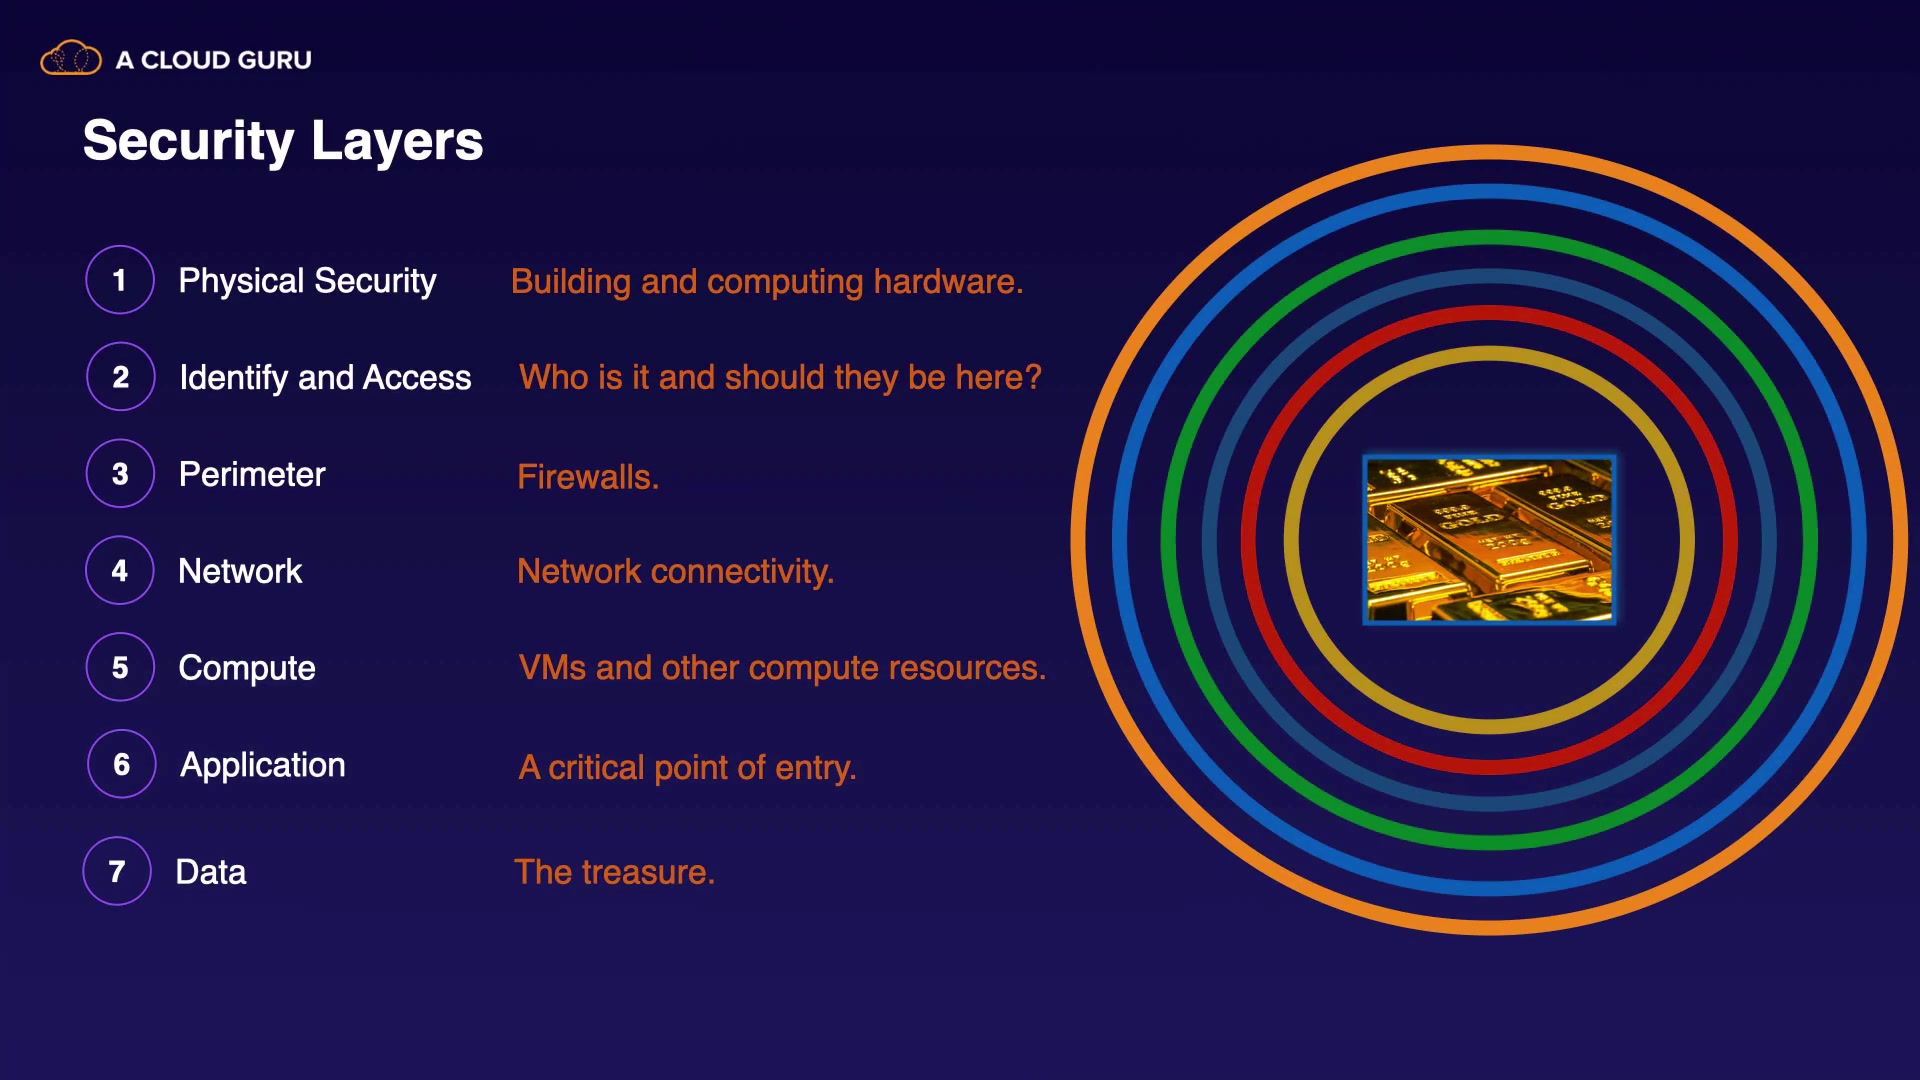 A CLOUD GURU
Security Layers
1 Physical Security Building and computing hardware.
2 Identify and Access Who is it and should they be here?
3 Perimeter Firewalls.
4 Network Network connectivity.
5 Compute VMs and other compute resources.
6 Application A critical point of entry.
7 Data The treasure.
GOLD
GOLD